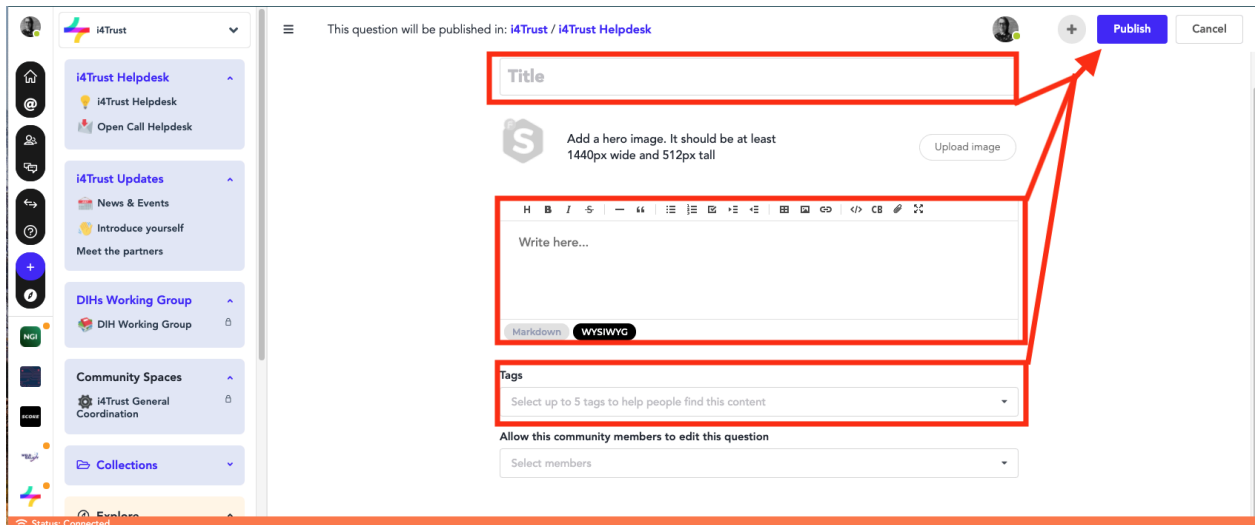 i4Trust
This question will be published in: i4Trust / i4Trust Helpdesk
+
Publish
Cancel
i4Trust Helpdesk
i4Trust Helpdesk
Open Call Helpdesk
i4Trust Updates
News & Events
Introduce yourself
Meet the partners
DIHs Working Group
DIH Working Group
Community Spaces
i4Trust General
Coordination
Collections
Explore
@
NGI
SCORE
Title
Add a hero image. It should be at least
1440px wide and 512px tall
Upload image
H B I S
CB
Write here...
Markdown WYSIWYG
Tags
Select up to 5 tags to help people find this content
Allow this community members to edit this question
Select members
Status: Connected